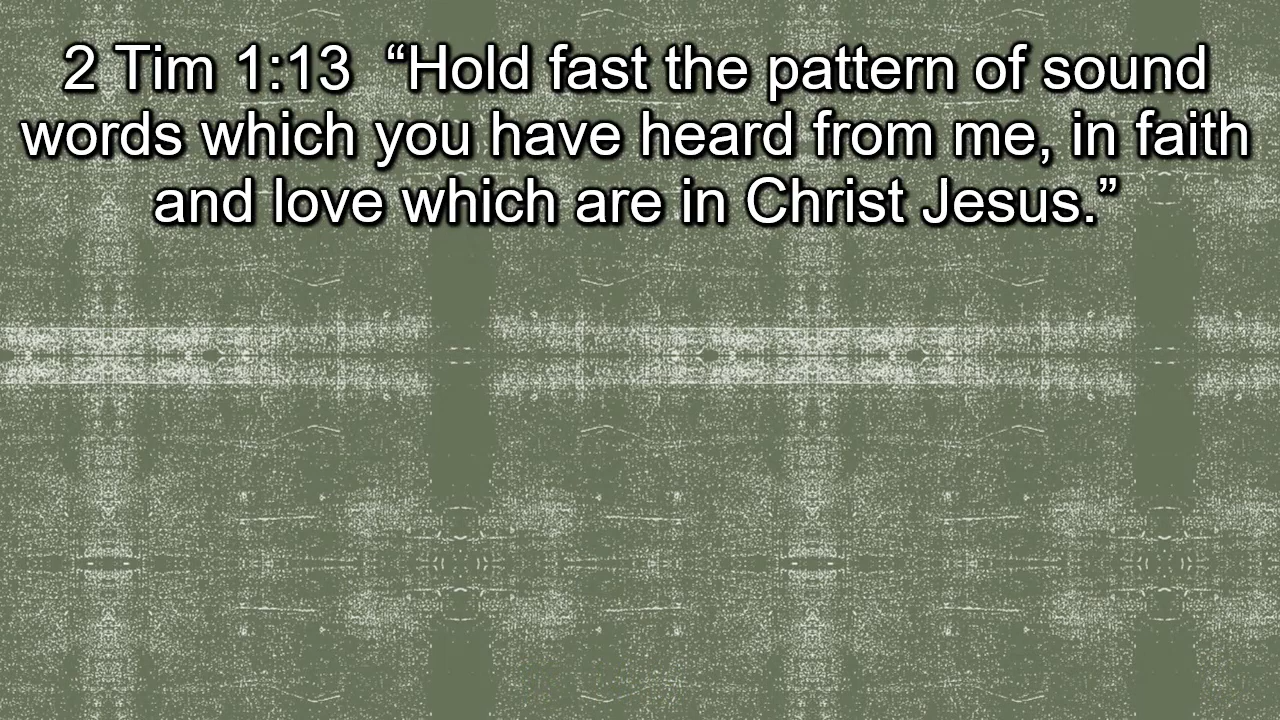 2 Tim 1:13  “Hold fast the pattern of sound
words which you have heard from me, in faith
and love which are in Christ Jesus.”